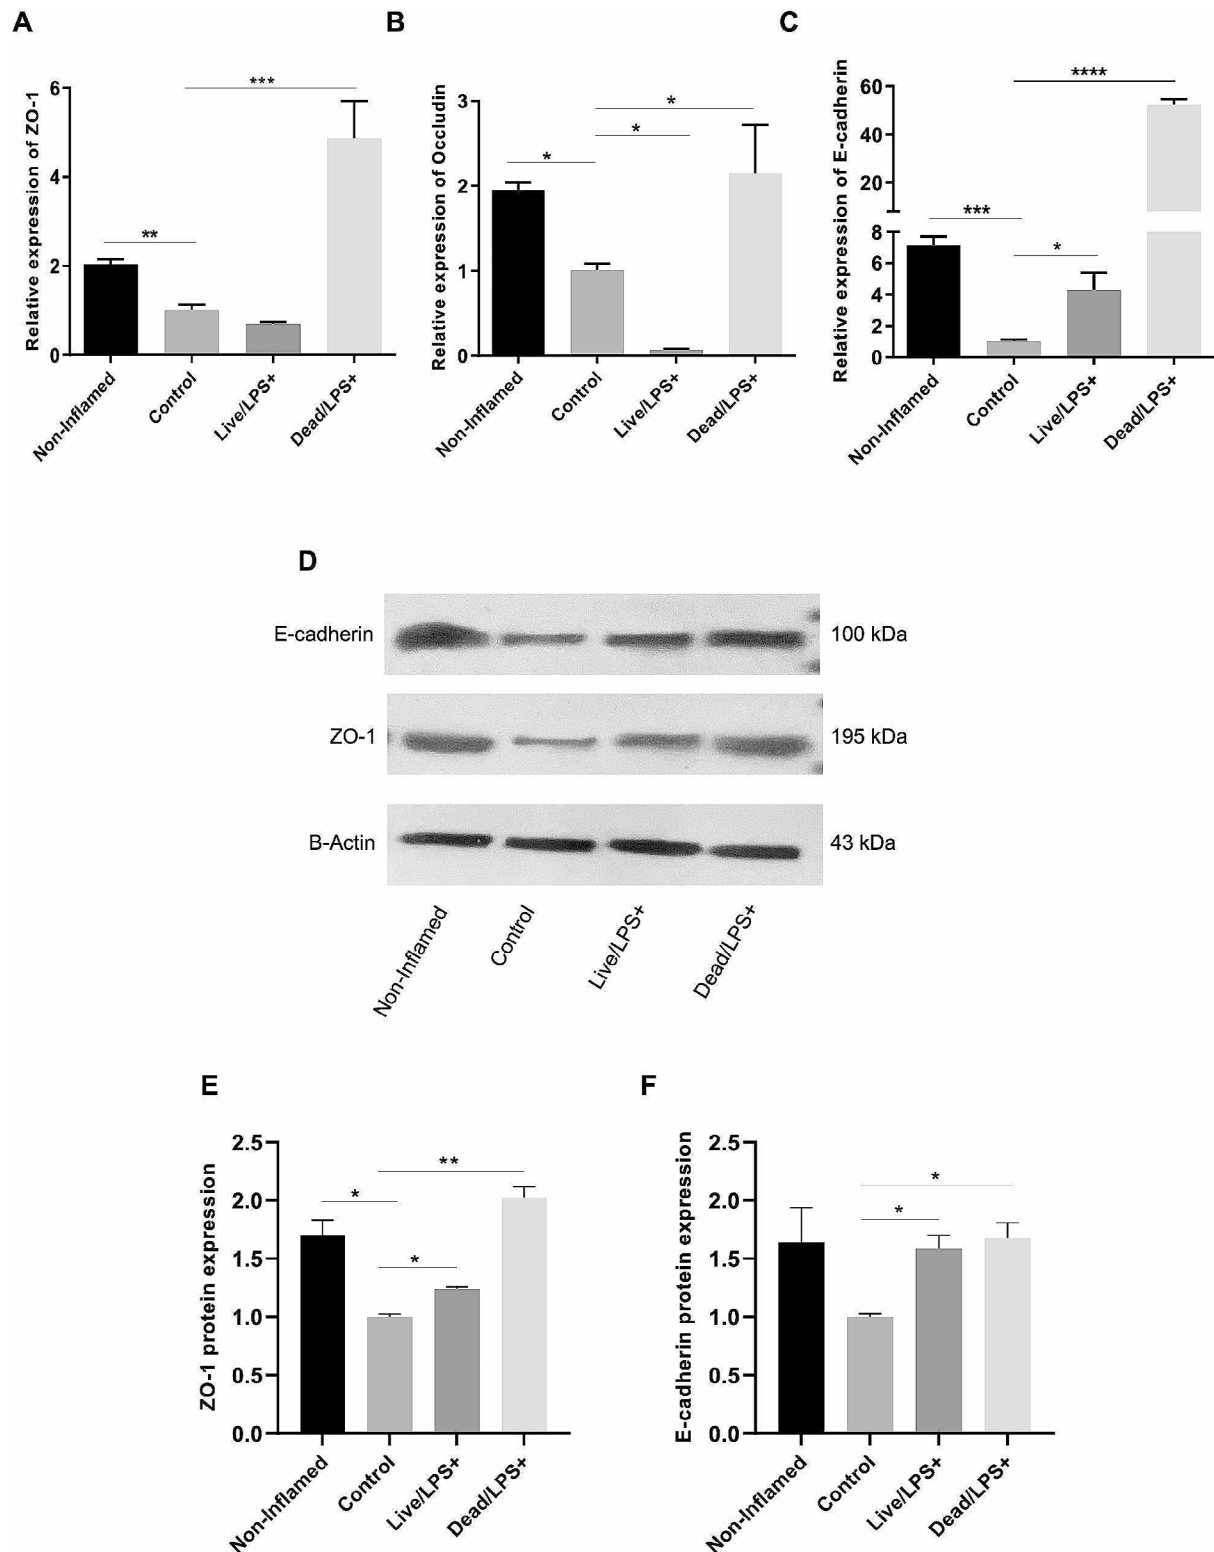 A
B
C
Relative expression of ZO-1
6
4
2
0
**
***
Non-Inflamed
Control
Live/LPS+
Dead/LPS+
Relative expression of Occludin
3
2
1
0
*
*
*
Non-Inflamed
Control
Live/LPS+
Dead/LPS+
Relative expression of E-cadherin
60
40
20
8
6
4
2
0
****
***
*
Non-Inflamed
Control
Live/LPS+
Dead/LPS+
D
E-cadherin
100 kDa
ZO-1
195 kDa
B-Actin
43 kDa
Non-Inflamed
Control
Live/LPS+
Dead/LPS+
E
F
ZO-1 protein expression
2.5
2.0
1.5
1.0
0.5
0.0
**
*
*
Non-Inflamed
Control
Live/LPS+
Dead/LPS+
E-cadherin protein expression
2.5
2.0
1.5
1.0
0.5
0.0
*
*
Non-Inflamed
Control
Live/LPS+
Dead/LPS+